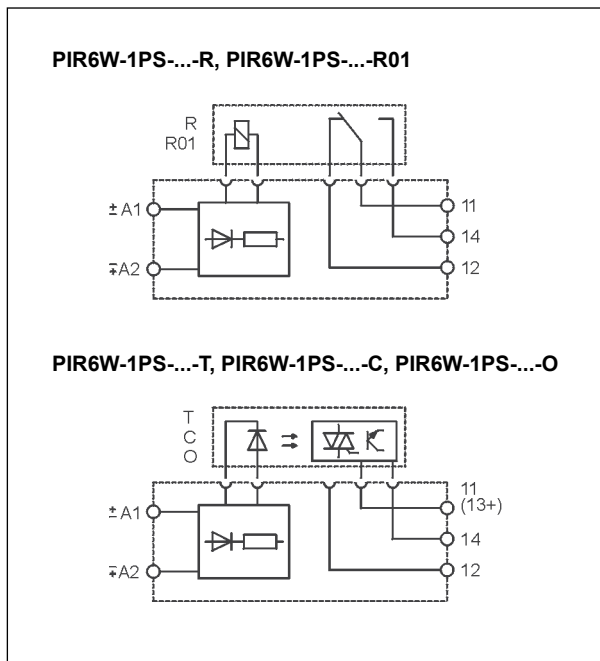 PIR6W-1PS-...-R, PIR6W-1PS-...-R01
R
R01
± A1
11
14
∓ A2
12
PIR6W-1PS-...-T, PIR6W-1PS-...-C, PIR6W-1PS-...-O
T
C
O
11
(13+)
± A1
14
∓ A2
12